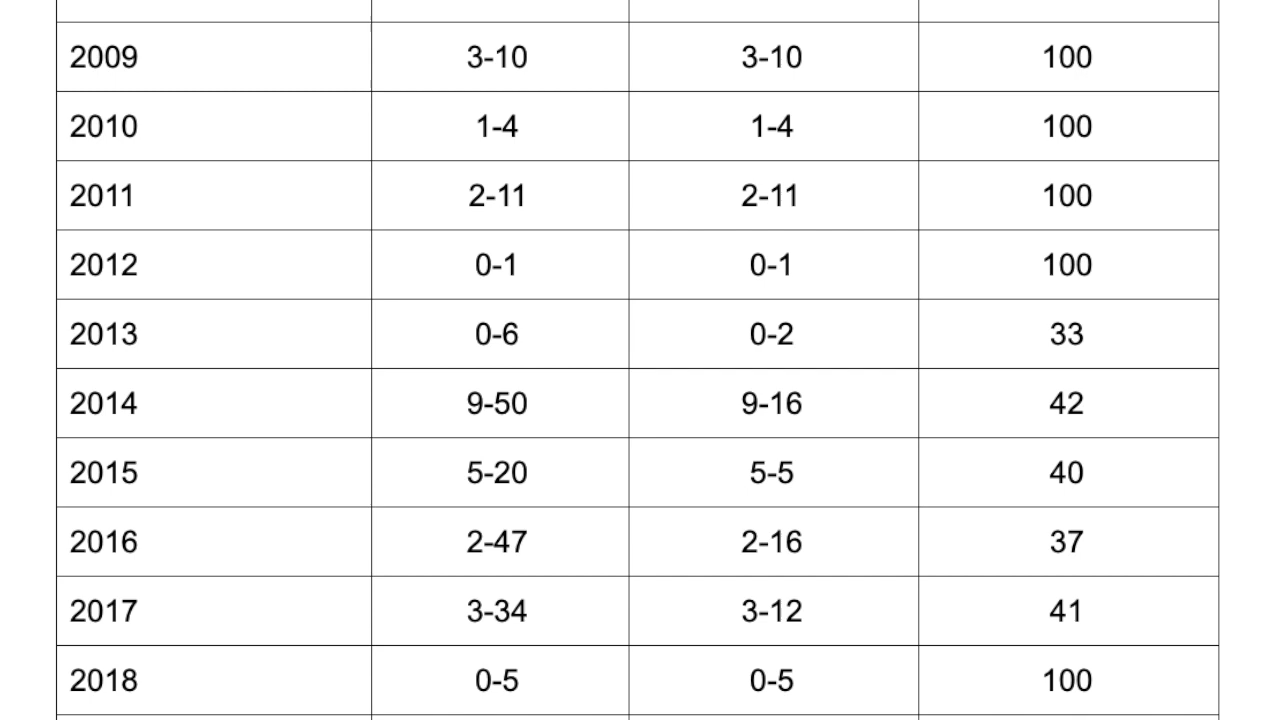 2009 3-10 3-10 100
2010 1-4 1-4 100
2011 2-11 2-11 100
2012 0-1 0-1 100
2013 0-6 0-2 33
2014 9-50 9-16 42
2015 5-20 5-5 40
2016 2-47 2-16 37
2017 3-34 3-12 41
2018 0-5 0-5 100